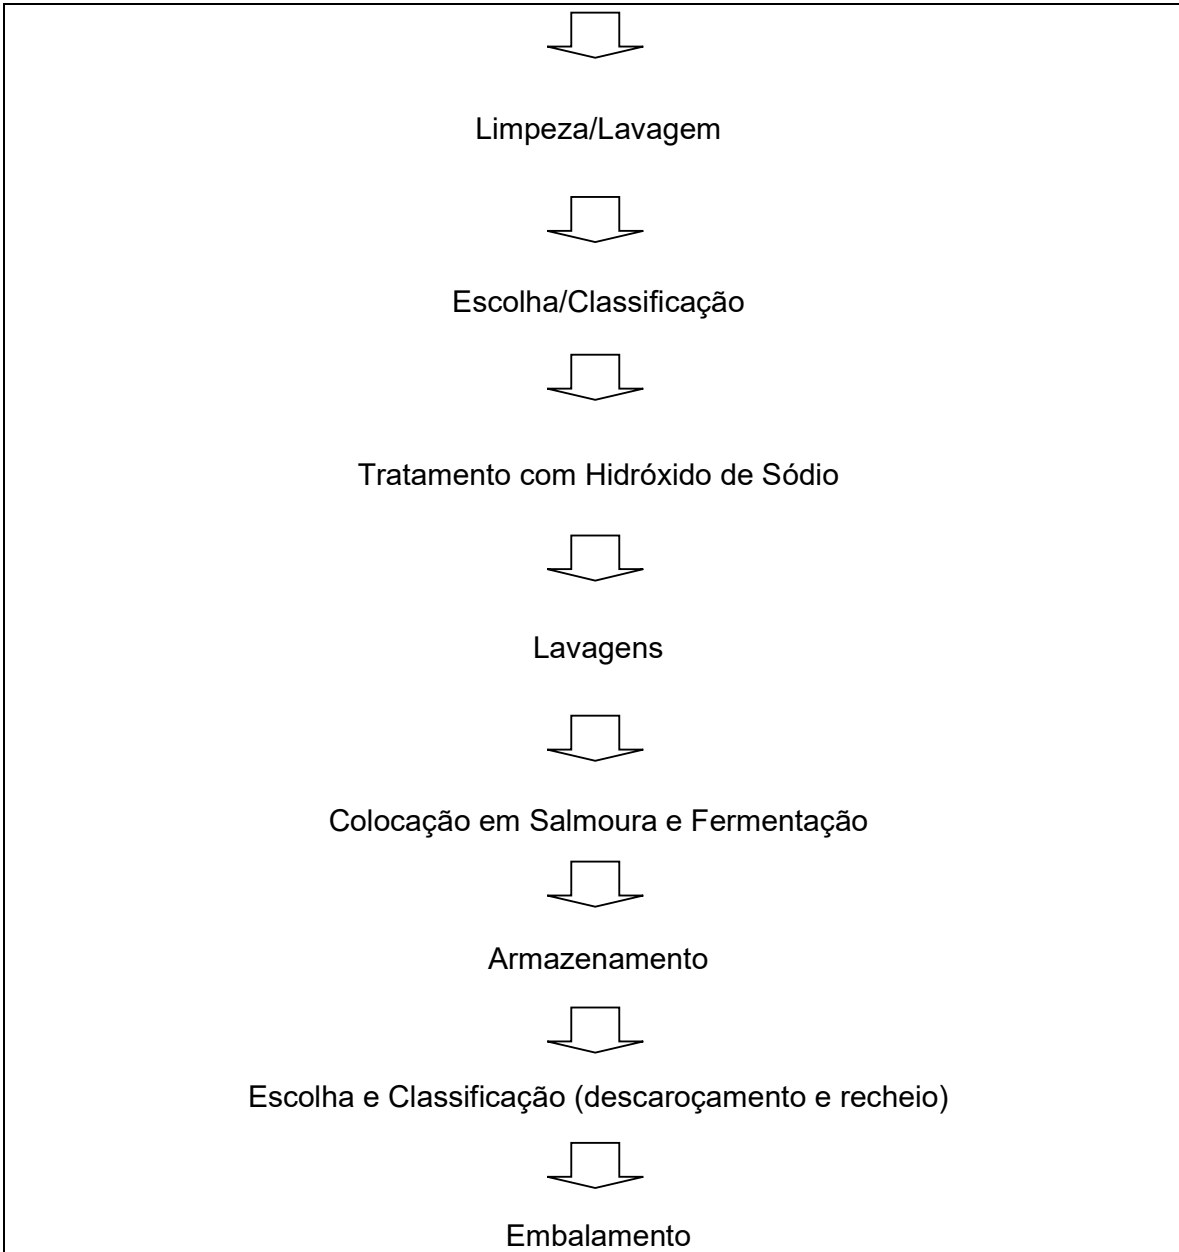 Limpeza/Lavagem
Escolha/Classificação
Tratamento com Hidróxido de Sódio
Lavagens
Colocação em Salmoura e Fermentação
Armazenamento
Escolha e Classificação (descaroçamento e recheio)
Embalamento